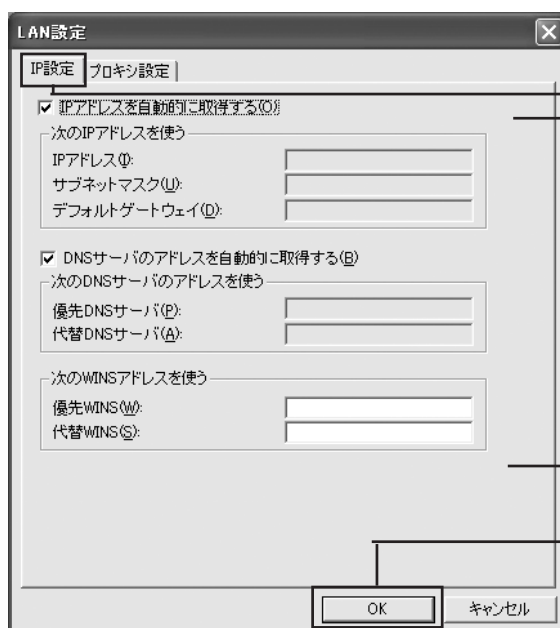 LAN設定
IP設定 プロキシ設定
IPアドレスを自動的に取得する(O)
次のIPアドレスを使う
IPアドレス(I):
サブネットマスク(U):
デフォルトゲートウェイ(D):
DNSサーバのアドレスを自動的に取得する(B)
次のDNSサーバのアドレスを使う
優先DNSサーバ(P):
代替DNSサーバ(A):
次のWINSアドレスを使う
優先WINS(W):
代替WINS(S):
OK キャンセル